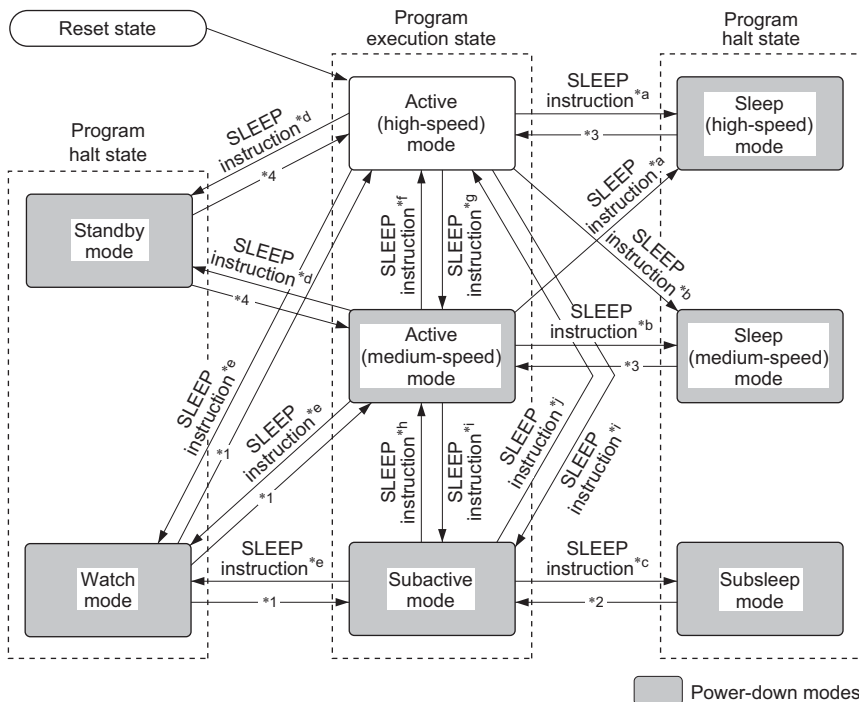 Reset state
Program
execution state
Program
halt state
Program
halt state
Active
(high-speed)
mode
SLEEP
instruction*a
*3
Sleep
(high-speed)
mode
SLEEP
instruction*d
*4
Standby
mode
SLEEP
instruction*d
*4
SLEEP
instruction*f
SLEEP
instruction*g
SLEEP
instruction*a
SLEEP
instruction*b
Active
(medium-speed)
mode
SLEEP
instruction*b
*3
Sleep
(medium-speed)
mode
SLEEP
instruction*e
*1
SLEEP
instruction*e
*1
SLEEP
instruction*h
SLEEP
instruction*i
SLEEP
instruction*j
SLEEP
instruction*i
Watch
mode
SLEEP
instruction*e
*1
Subactive
mode
SLEEP
instruction*c
*2
Subsleep
mode
Power-down modes